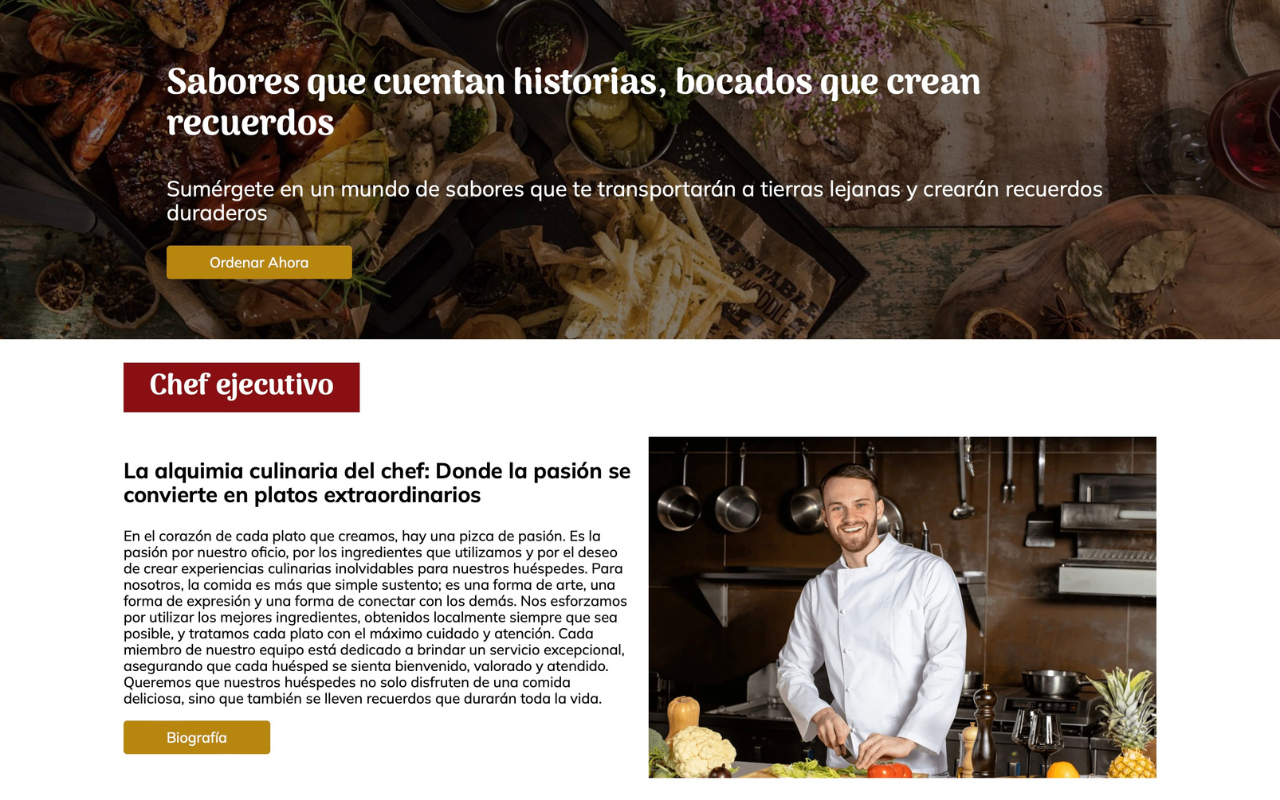 Sabores que cuentan historias, bocados que crean
recuerdos
Sumérgete en un mundo de sabores que te transportarán a tierras lejanas y crearán recuerdos
duraderos
Ordenar Ahora
Chef ejecutivo
La alquimia culinaria del chef: Donde la pasión se
convierte en platos extraordinarios
En el corazón de cada plato que creamos, hay una pizca de pasión. Es la
pasión por nuestro oficio, por los ingredientes que utilizamos y por el deseo
de crear experiencias culinarias inolvidables para nuestros huéspedes. Para
nosotros, la comida es más que simple sustento; es una forma de arte, una
forma de expresión y una forma de conectar con los demás. Nos esforzamos
por utilizar los mejores ingredientes, obtenidos localmente siempre que sea
posible, y tratamos cada plato con el máximo cuidado y atención. Cada
miembro de nuestro equipo está dedicado a brindar un servicio excepcional,
asegurando que cada huésped se sienta bienvenido, valorado y atendido.
Queremos que nuestros huéspedes no solo disfruten de una comida
deliciosa, sino que también se lleven recuerdos que durarán toda la vida.
Biografía